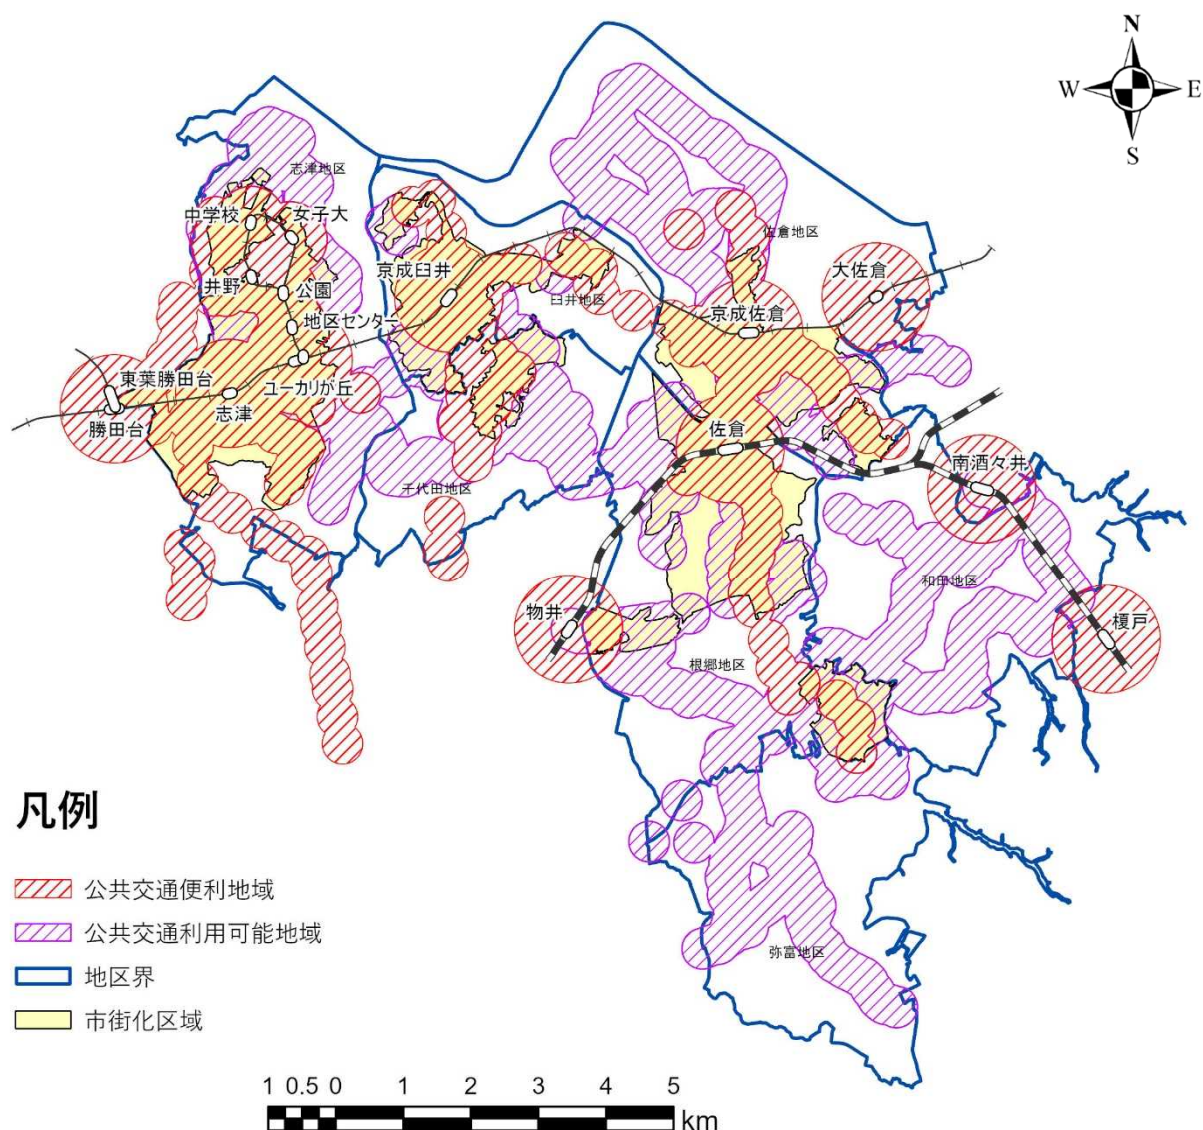 N
W E
S
志津地区
中学校
女子大
佐倉地区
京成臼井
大佐倉
井野
公園
臼井地区
地区センター
京成佐倉
東葉勝田台
ユーカリが丘
志津
勝田台
佐倉
南酒々井
千代田地区
和田地区
物井
榎戸
根郷地区
凡例
公共交通便利地域
公共交通利用可能地域
弥富地区
地区界
市街化区域
1 0.5 0 1 2 3 4 5
km